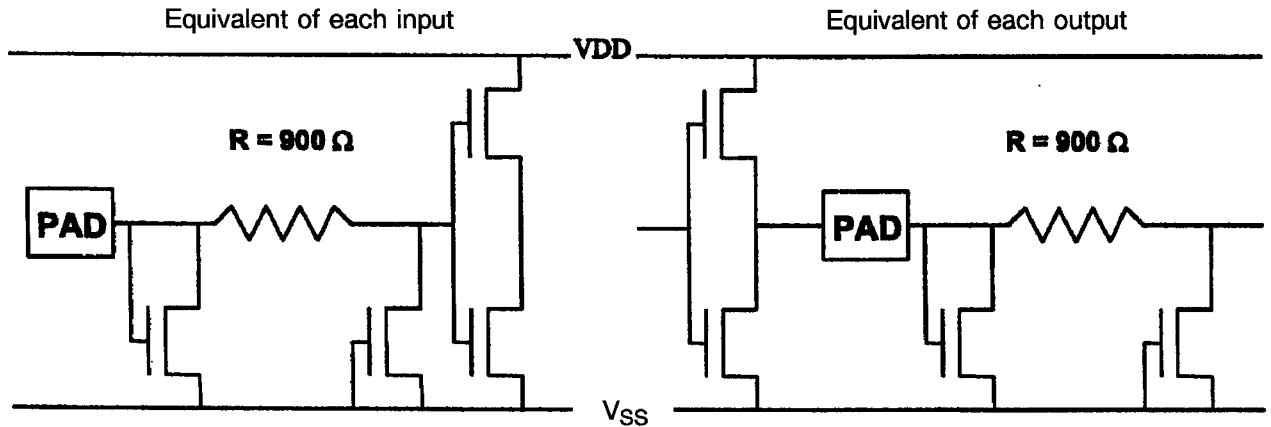 Equivalent of each input
Equivalent of each output
VDD
R = 900 Ω
R = 900 Ω
PAD
PAD
VSS